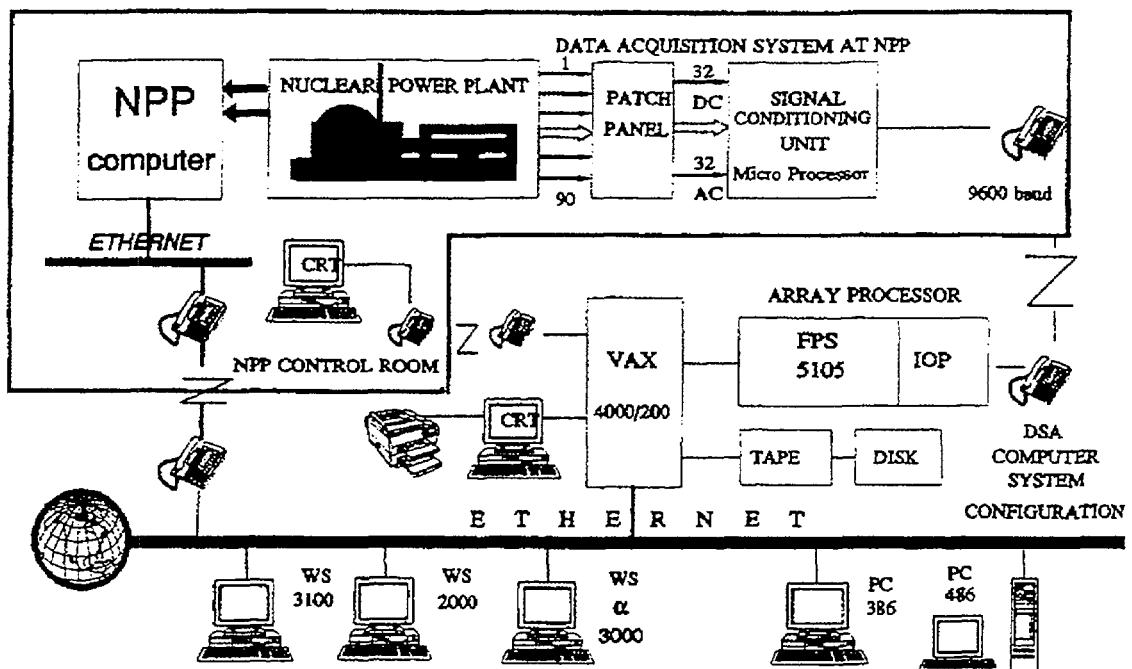 DATA ACQUISITION SYSTEM AT NPP
NPP
computer
NUCLEAR POWER PLANT
1
90
PATCH
PANEL
32
DC
32
AC
SIGNAL
CONDITIONING
UNIT
Micro Processor
9600 baud
ETHERNET
CRT
NPP CONTROL ROOM
ARRAY PROCESSOR
VAX
4000/200
FPS
5105
IOP
CRT
TAPE
DISK
DSA
COMPUTER
SYSTEM
CONFIGURATION
ETHERNET
WS
3100
WS
2000
WS
α
3000
PC
386
PC
486